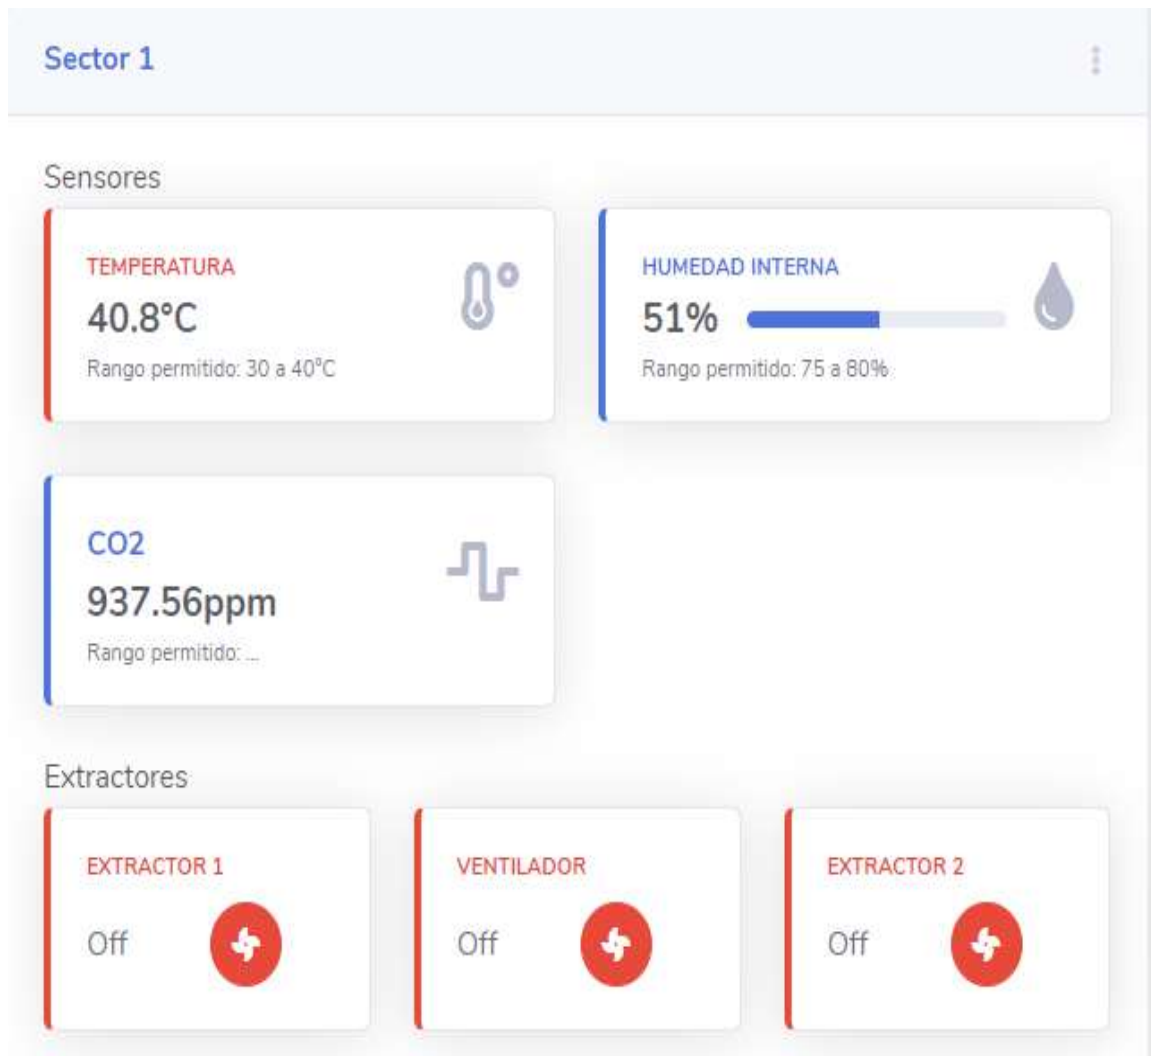 Sector 1
Sensores
TEMPERATURA
40.8°C
Rango permitido: 30 a 40°C
HUMEDAD INTERNA
51%
Rango permitido: 75 a 80%
CO2
937.56ppm
Rango permitido: ...
Extractores
EXTRACTOR 1
Off
VENTILADOR
Off
EXTRACTOR 2
Off